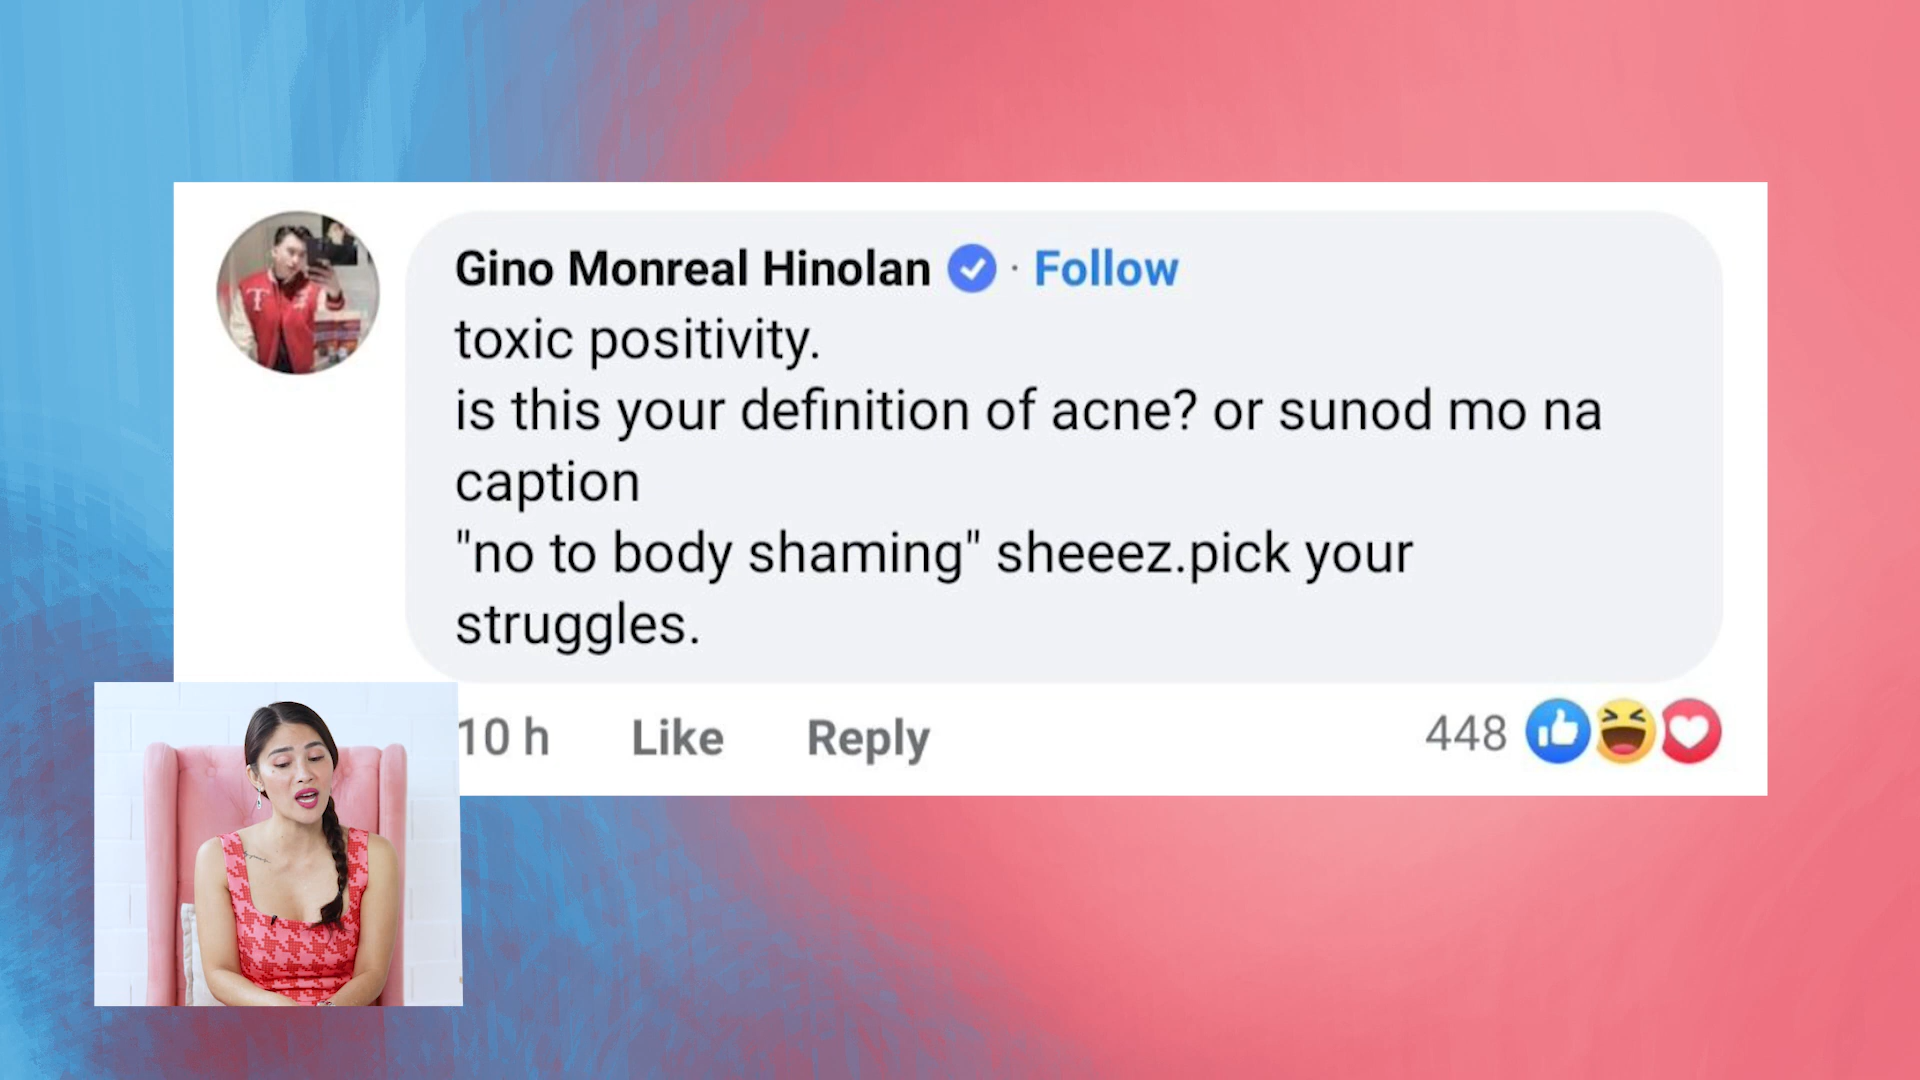 Gino Monreal Hinolan · Follow
toxic positivity.
is this your definition of acne? or sunod mo na
caption
"no to body shaming" sheeez.pick your
struggles.
10 h Like Reply 448